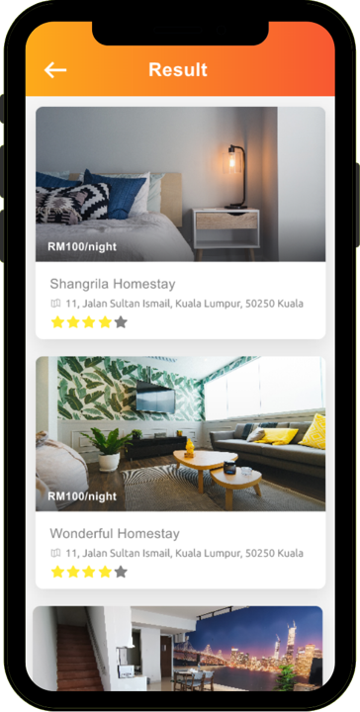 Result
RM100/night
Shangrila Homestay
11, Jalan Sultan Ismail, Kuala Lumpur, 50250 Kuala
RM100/night
Wonderful Homestay
11, Jalan Sultan Ismail, Kuala Lumpur, 50250 Kuala